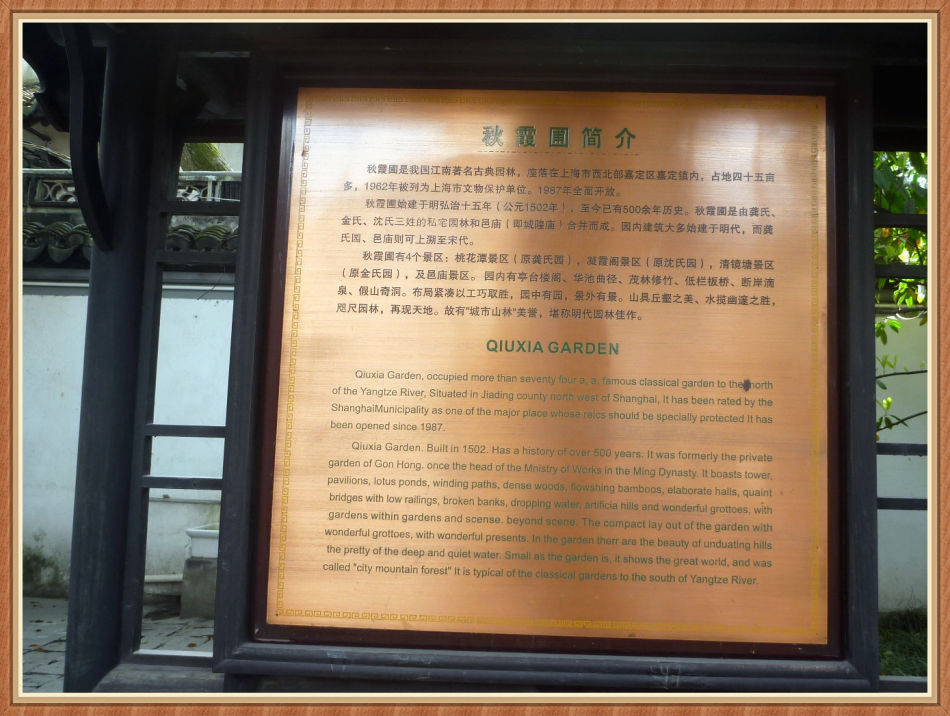 秋霞圃简介
秋霞圃是我国江南著名古典园林，座落在上海市西北部嘉定区嘉定镇内，占地四十五亩
多，1962年被列为上海市文物保护单位。1987年全面开放。
秋霞圃始建于明弘治十五年（公元1502年），至今已有500余年历史。秋霞圃是由龚氏、
金氏、沈氏三姓的私宅园林和邑庙（即城隍庙）合并而成。园内建筑大多始建于明代，而龚
氏园、邑庙则可上溯至宋代。
秋霞圃有4个景区：桃花潭景区（原龚氏园），凝霞阁景区（原沈氏园），清镜塘景区
（原金氏园），及邑庙景区。园内有亭台楼阁、华池曲径、茂林修竹、低栏板桥、断岸滴
泉、假山奇洞。布局紧凑以工巧取胜，园中有园，景外有景。山具丘壑之美、水揽幽邃之胜，
咫尺园林，再现天地。故有"城市山林"美誉，堪称明代园林佳作。
QIUXIA GARDEN
Qiuxia Garden, occupied more than seventy four a, a, famous classical garden to the north
of the Yangtze River, Situated in Jiading county north west of Shanghai, It has been rated by the
ShanghaiMunicipality as one of the major place whose relcs should be specially protected It has
been opened since 1987.
Qiuxia Garden. Built in 1502. Has a history of over 500 years. It was formerly the private
garden of Gon Hong. once the head of the Mnistry of Works in the Ming Dynasty. It boasts tower,
pavilions, lotus ponds, winding paths, dense woods, flowshing bamboos, elaborate halls, quaint
bridges with low railings, broken banks, dropping water, artificia hills and wonderful grottoes, with
gardens within gardens and scense. beyond scene. The compact lay out of the garden with
wonderful grottoes, with wonderful presents. In the garden therr are the beauty of unduating hills
the pretty of the deep and quiet water. Small as the garden is, it shows the great world, and was
called "city mountain forest" It is typical of the classical gardens to the south of Yangtze River.